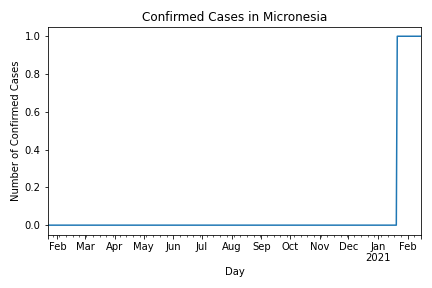 Confirmed Cases in Micronesia
Number of Confirmed Cases
1.0
0.8
0.6
0.4
0.2
0.0
Feb Mar Apr May Jun Jul Aug Sep Oct Nov Dec Jan Feb
2021
Day